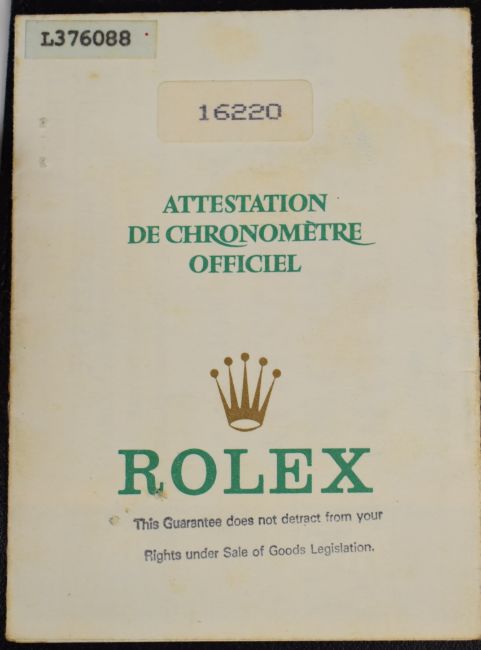 L376088
16220
ATTESTATION
DE CHRONOMÈTRE
OFFICIEL
ROLEX
This Guarantee does not detract from your
Rights under Sale of Goods Legislation.